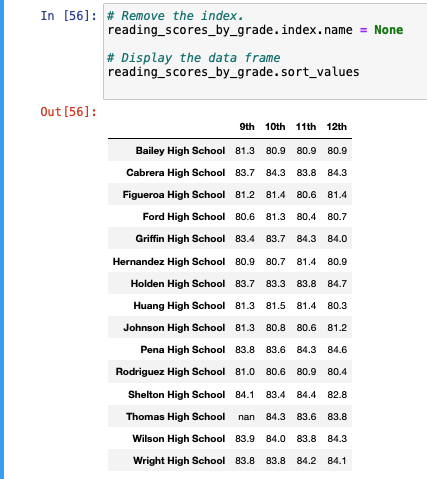 In [56]: # Remove the index.
reading_scores_by_grade.index.name = None
# Display the data frame
reading_scores_by_grade.sort_values
Out[56]:
9th 10th 11th 12th
Bailey High School 81.3 80.9 80.9 80.9
Cabrera High School 83.7 84.3 83.8 84.3
Figueroa High School 81.2 81.4 80.6 81.4
Ford High School 80.6 81.3 80.4 80.7
Griffin High School 83.4 83.7 84.3 84.0
Hernandez High School 80.9 80.7 81.4 80.9
Holden High School 83.7 83.3 83.8 84.7
Huang High School 81.3 81.5 81.4 80.3
Johnson High School 81.3 80.8 80.6 81.2
Pena High School 83.8 83.6 84.3 84.6
Rodriguez High School 81.0 80.6 80.9 80.4
Shelton High School 84.1 83.4 84.4 82.8
Thomas High School nan 84.3 83.6 83.8
Wilson High School 83.9 84.0 83.8 84.3
Wright High School 83.8 83.8 84.2 84.1